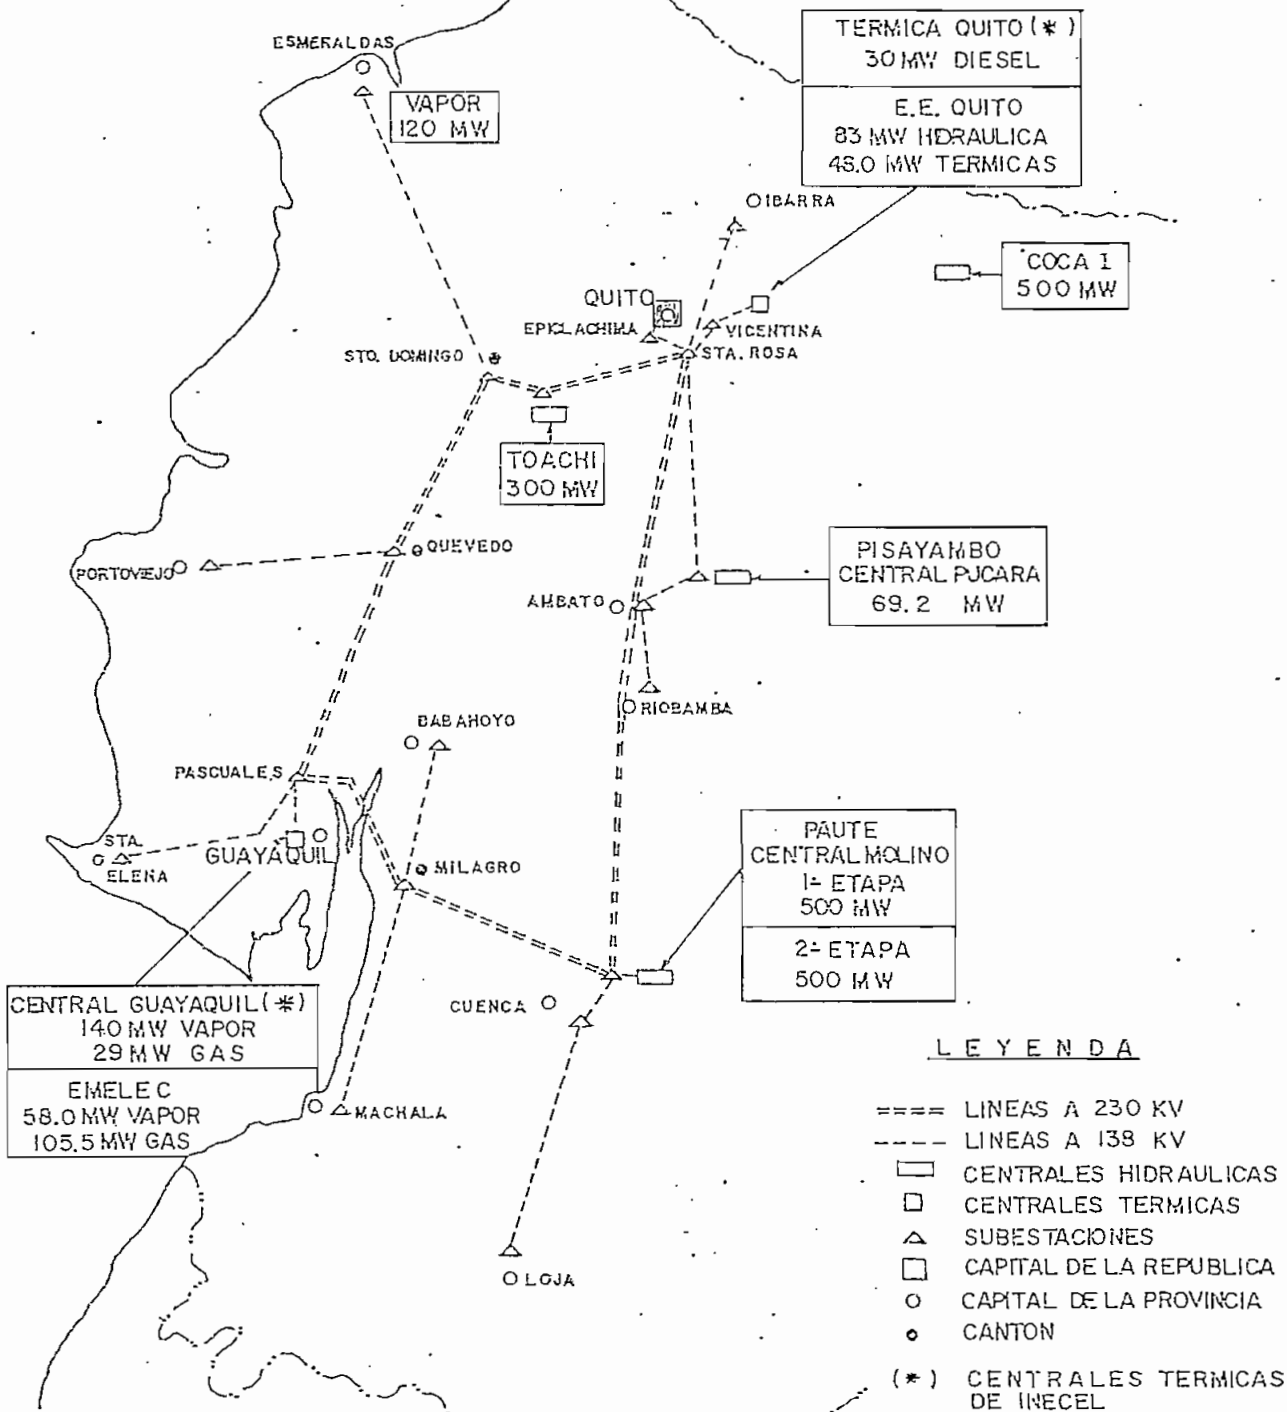 ESMERALDAS
VAPOR
120 MW
TERMICA QUITO (*)
30 MW DIESEL
E.E. QUITO
83 MW HDRAULICA
48.0 MW TERMICAS
IBARRA
COCA I
500 MW
QUITO
EPICLACHIMA
VICENTINA
STA. ROSA
STO. DOMINGO
TOACHI
300 MW
QUEVEDO
PORTOVIEJO
PISAYAMBO
CENTRAL PUCARA
69.2 MW
AMBATO
RIOBAMBA
BABAHOYO
PASCUALES
STA.
ELENA
GUAYAQUIL
MILAGRO
PAUTE
CENTRAL MOLINO
1ª ETAPA
500 MW
2ª ETAPA
500 MW
CENTRAL GUAYAQUIL (*)
140 MW VAPOR
29 MW GAS
EMELEC
58.0 MW VAPOR
105.5 MW GAS
CUENCA
MACHALA
LOJA
LEYENDA
LINEAS A 230 KV
LINEAS A 138 KV
CENTRALES HIDRAULICAS
CENTRALES TERMICAS
SUBESTACIONES
CAPITAL DE LA REPUBLICA
CAPITAL DE LA PROVINCIA
CANTON
(*) CENTRALES TERMICAS
DE INECEL